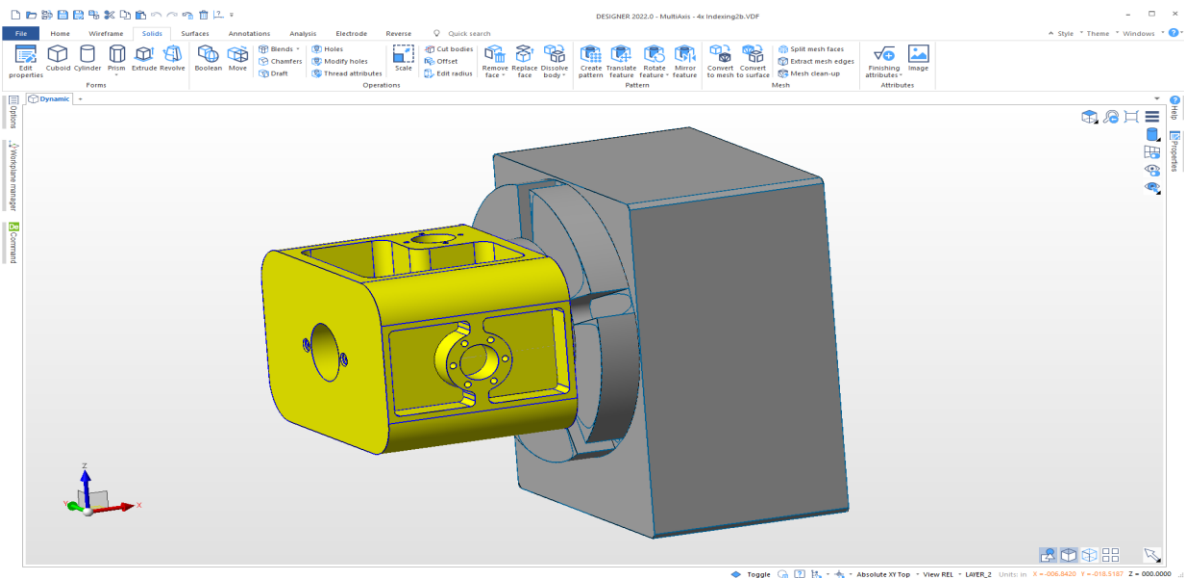 DESIGNER 2022.0 - MultiAxis - 4x Indexing2b.VDF
File Home Wireframe Solids Surfaces Annotations Analysis Electrode Reverse Quick search Style Theme Windows
Edit properties Cuboid Cylinder Prism Extrude Revolve
Forms
Boolean Move
Blends Holes
Chamfers Modify holes
Draft Thread attributes
Scale
Cut bodies
Offset
Edit radius
Remove face Replace face Dissolve body
Operations
Create pattern Translate feature Rotate feature Mirror feature
Pattern
Convert to mesh Convert to surface
Split mesh faces
Extract mesh edges
Mesh clean-up
Mesh
Finishing attributes Image
Attributes
Dynamic +
Options
Workplane manager
Command
Help
Properties
Z
Y
X
Toggle Absolute XY Top View REL LAYER_2 Units: in X =-006.8420 Y =-018.5187 Z = 000.0000